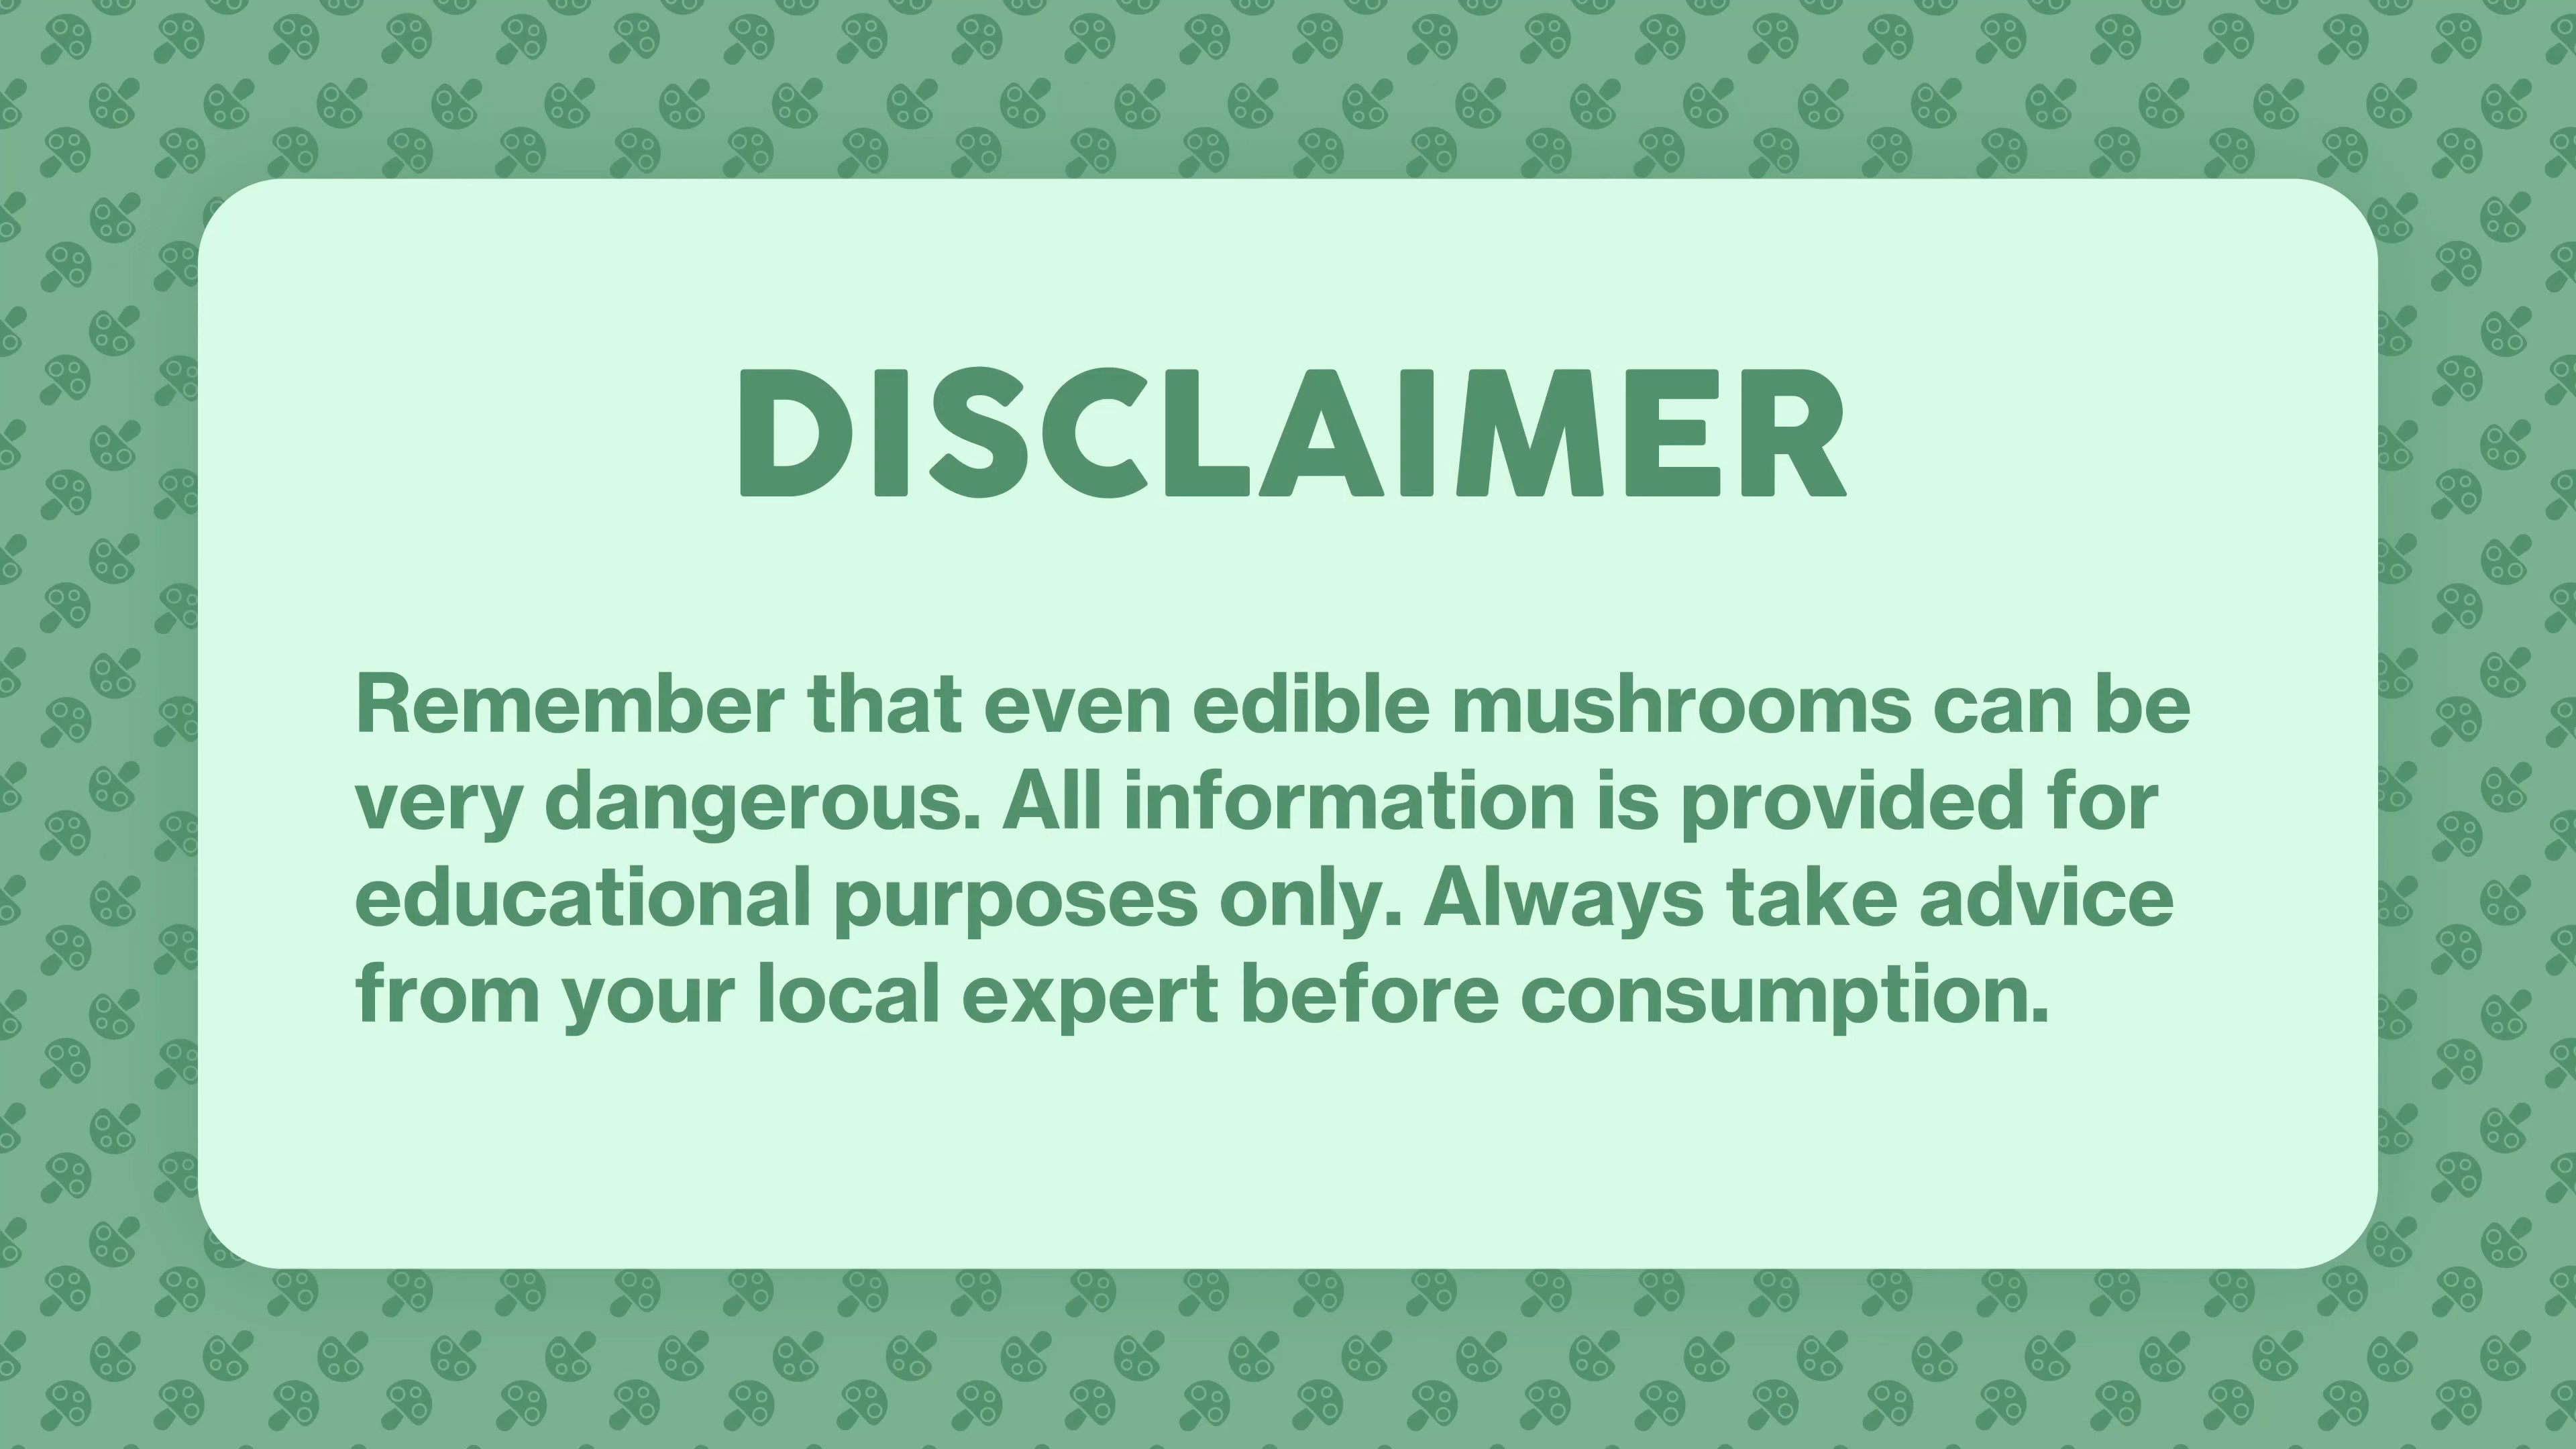 DISCLAIMER
Remember that even edible mushrooms can be
very dangerous. All information is provided for
educational purposes only. Always take advice
from your local expert before consumption.